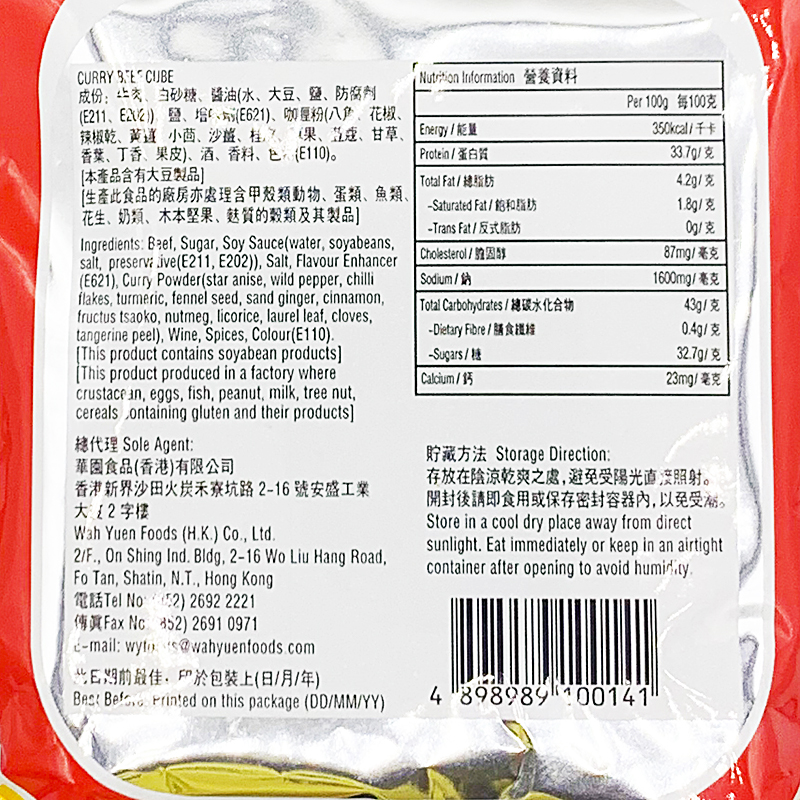 CURRY BEEF CUBE
成份: 牛肉、白砂糖、醬油(水、大豆、鹽、防腐劑
(E211, E202))、鹽、增味劑(E621)、咖喱粉(八角、花椒、
辣椒乾、黃薑、小茴、沙薑、、豆蔻、甘草、
香葉、丁香、果皮)、酒、香料、色素(E110)。
[本產品含有大豆製品]
[生產此食品的廠房亦處理含甲殼類動物、蛋類、魚類、
花生、奶類、木本堅果、麩質的穀類及其製品]
Ingredients: Beef, Sugar, Soy Sauce(water, soyabeans,
salt, preservative(E211, E202)), Salt, Flavour Enhancer
(E621), Curry Powder(star anise, wild pepper, chilli
flakes, turmeric, fennel seed, sand ginger, cinnamon,
fructus tsaoko, nutmeg, licorice, laurel leaf, cloves,
tangerine peel), Wine, Spices, Colour(E110).
[This product contains soyabean products]
[This product produced in a factory where
crustacean, eggs, fish, peanut, milk, tree nut,
cereals containing gluten and their products]
總代理 Sole Agent:
華園食品(香港)有限公司
香港新界沙田火炭禾寮坑路 2-16 號安盛工業
大廈 2 字樓
Wah Yuen Foods (H.K.) Co., Ltd.
2/F., On Shing Ind. Bldg, 2-16 Wo Liu Hang Road,
Fo Tan, Shatin, N.T., Hong Kong
電話Tel No: (852) 2692 2221
傳真Fax No: (852) 2691 0971
E-mail: @wahyuenfoods.com
此日期前最佳: 印於包裝上(日/月/年)
Best Before: Printed on this package (DD/MM/YY)
Nutrition Information 營養資料
Per 100g 每100克
Energy / 能量 350kcal / 千卡
Protein / 蛋白質 33.7g / 克
Total Fat / 總脂肪 4.2g / 克
-Saturated Fat / 飽和脂肪 1.8g / 克
-Trans Fat / 反式脂肪 0g / 克
Cholesterol / 膽固醇 87mg / 毫克
Sodium / 鈉 1600mg / 毫克
Total Carbohydrates / 總碳水化合物 43g / 克
-Dietary Fibre / 膳食纖維 0.4g / 克
-Sugars / 糖 32.7g / 克
Calcium / 鈣 23mg / 毫克
貯藏方法 Storage Direction:
存放在陰涼乾爽之處,避免受陽光直接照射。
開封後請即食用或保存密封容器內,以免受潮。
Store in a cool dry place away from direct
sunlight. Eat immediately or keep in an airtight
container after opening to avoid humidity.
4 898989 100141